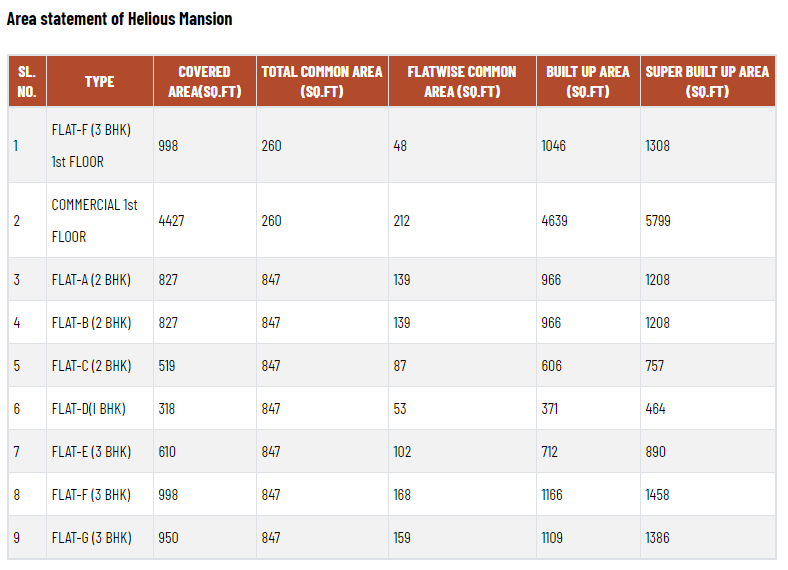 Area statement of Helious Mansion
SL. NO. TYPE COVERED AREA(SQ.FT) TOTAL COMMON AREA (SQ.FT) FLATWISE COMMON AREA (SQ.FT) BUILT UP AREA (SQ.FT) SUPER BUILT UP AREA (SQ.FT)
1 FLAT-F (3 BHK) 1st FLOOR 998 260 48 1046 1308
2 COMMERCIAL 1st FLOOR 4427 260 212 4639 5799
3 FLAT-A (2 BHK) 827 847 139 966 1208
4 FLAT-B (2 BHK) 827 847 139 966 1208
5 FLAT-C (2 BHK) 519 847 87 606 757
6 FLAT-D(I BHK) 318 847 53 371 464
7 FLAT-E (3 BHK) 610 847 102 712 890
8 FLAT-F (3 BHK) 998 847 168 1166 1458
9 FLAT-G (3 BHK) 950 847 159 1109 1386